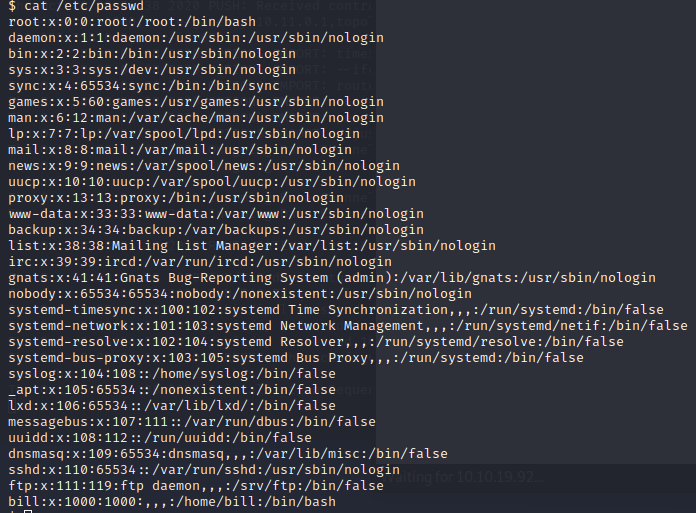 $ cat /etc/passwd
root:x:0:0:root:/root:/bin/bash
daemon:x:1:1:daemon:/usr/sbin:/usr/sbin/nologin
bin:x:2:2:bin:/bin:/usr/sbin/nologin
sys:x:3:3:sys:/dev:/usr/sbin/nologin
sync:x:4:65534:sync:/bin:/bin/sync
games:x:5:60:games:/usr/games:/usr/sbin/nologin
man:x:6:12:man:/var/cache/man:/usr/sbin/nologin
lp:x:7:7:lp:/var/spool/lpd:/usr/sbin/nologin
mail:x:8:8:mail:/var/mail:/usr/sbin/nologin
news:x:9:9:news:/var/spool/news:/usr/sbin/nologin
uucp:x:10:10:uucp:/var/spool/uucp:/usr/sbin/nologin
proxy:x:13:13:proxy:/bin:/usr/sbin/nologin
www-data:x:33:33:www-data:/var/www:/usr/sbin/nologin
backup:x:34:34:backup:/var/backups:/usr/sbin/nologin
list:x:38:38:Mailing List Manager:/var/list:/usr/sbin/nologin
irc:x:39:39:ircd:/var/run/ircd:/usr/sbin/nologin
gnats:x:41:41:Gnats Bug-Reporting System (admin):/var/lib/gnats:/usr/sbin/nologin
nobody:x:65534:65534:nobody:/nonexistent:/usr/sbin/nologin
systemd-timesync:x:100:102:systemd Time Synchronization,,,:/run/systemd:/bin/false
systemd-network:x:101:103:systemd Network Management,,,:/run/systemd/netif:/bin/false
systemd-resolve:x:102:104:systemd Resolver,,,:/run/systemd/resolve:/bin/false
systemd-bus-proxy:x:103:105:systemd Bus Proxy,,,:/run/systemd:/bin/false
syslog:x:104:108::/home/syslog:/bin/false
_apt:x:105:65534::/nonexistent:/bin/false
lxd:x:106:65534::/var/lib/lxd/:/bin/false
messagebus:x:107:111::/var/run/dbus:/bin/false
uuidd:x:108:112::/run/uuidd:/bin/false
dnsmasq:x:109:65534:dnsmasq,,,:/var/lib/misc:/bin/false
sshd:x:110:65534::/var/run/sshd:/usr/sbin/nologin
waiting for 10.10.19.92...
ftp:x:111:119:ftp daemon,,,:/srv/ftp:/bin/false
bill:x:1000:1000:,,,:/home/bill:/bin/bash